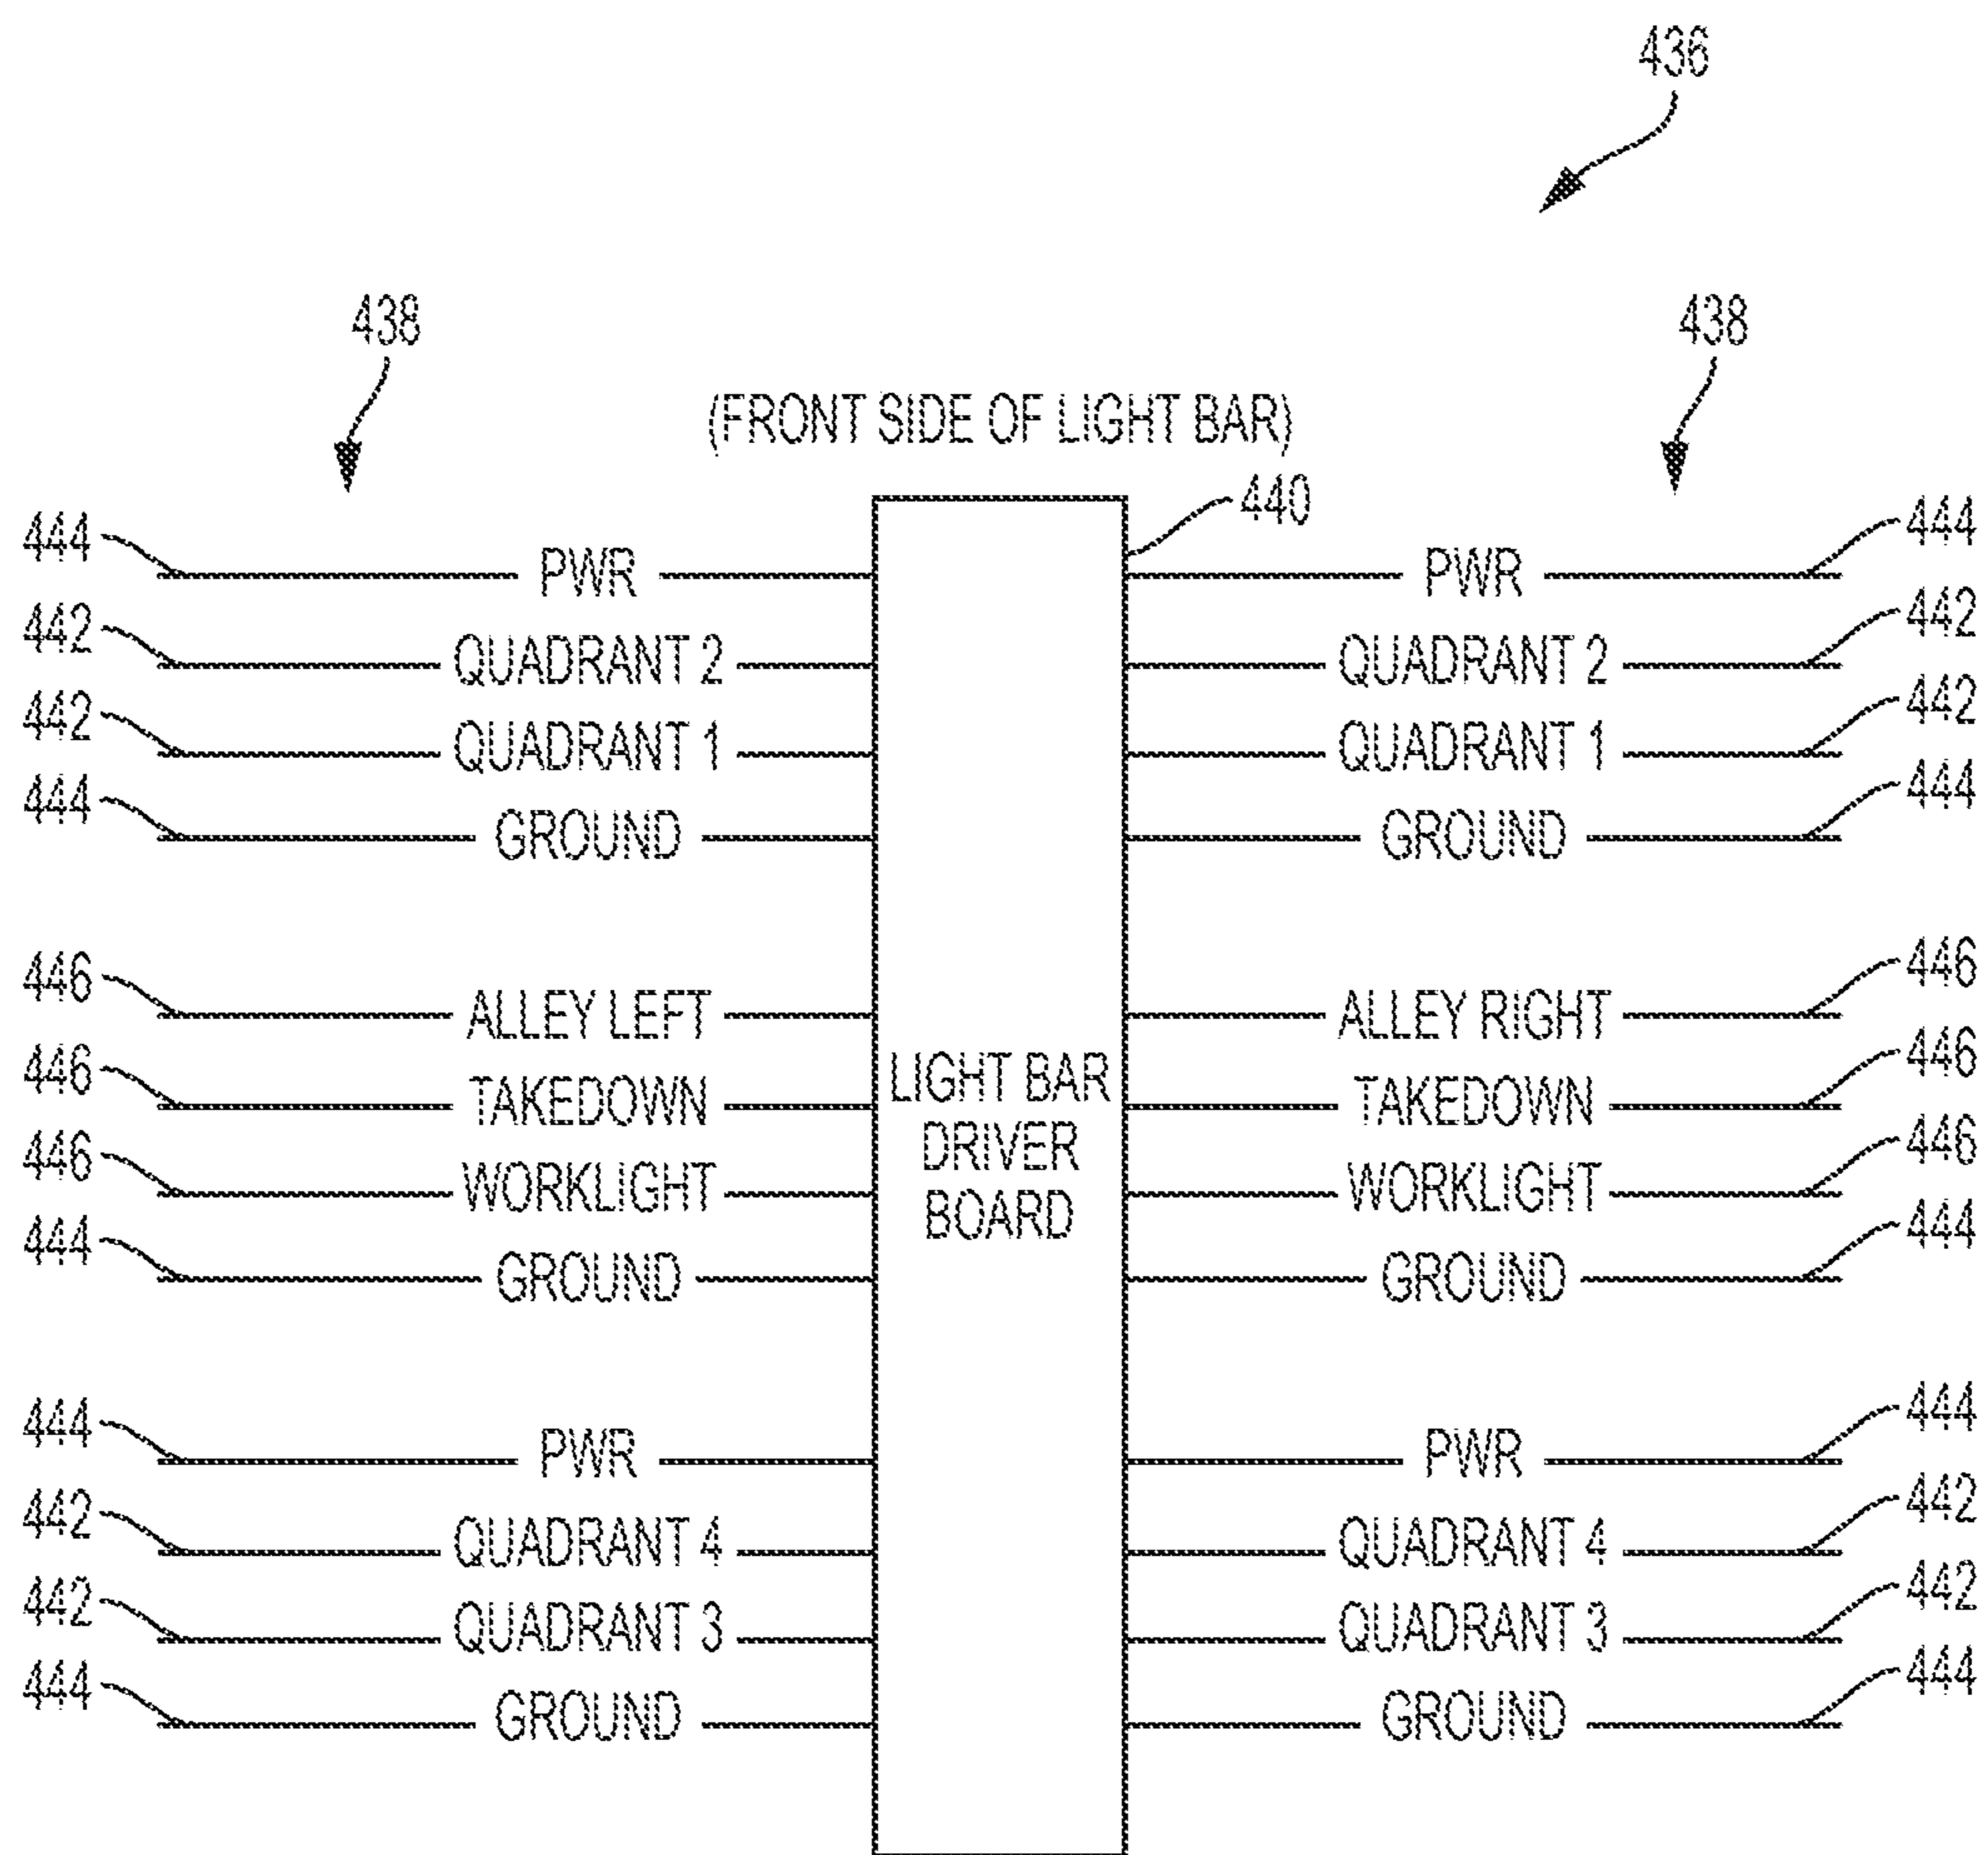 436
438 438
(FRONT SIDE OF LIGHT BAR)
440
444 PWR PWR 444
442 QUADRANT 2 QUADRANT 2 442
442 QUADRANT 1 QUADRANT 1 442
444 GROUND GROUND 444
446 ALLEY LEFT ALLEY RIGHT 446
446 TAKEDOWN TAKEDOWN 446
446 WORKLIGHT WORKLIGHT 446
444 GROUND GROUND 444
LIGHT BAR
DRIVER
BOARD
444 PWR PWR 444
442 QUADRANT 4 QUADRANT 4 442
442 QUADRANT 3 QUADRANT 3 442
444 GROUND GROUND 444